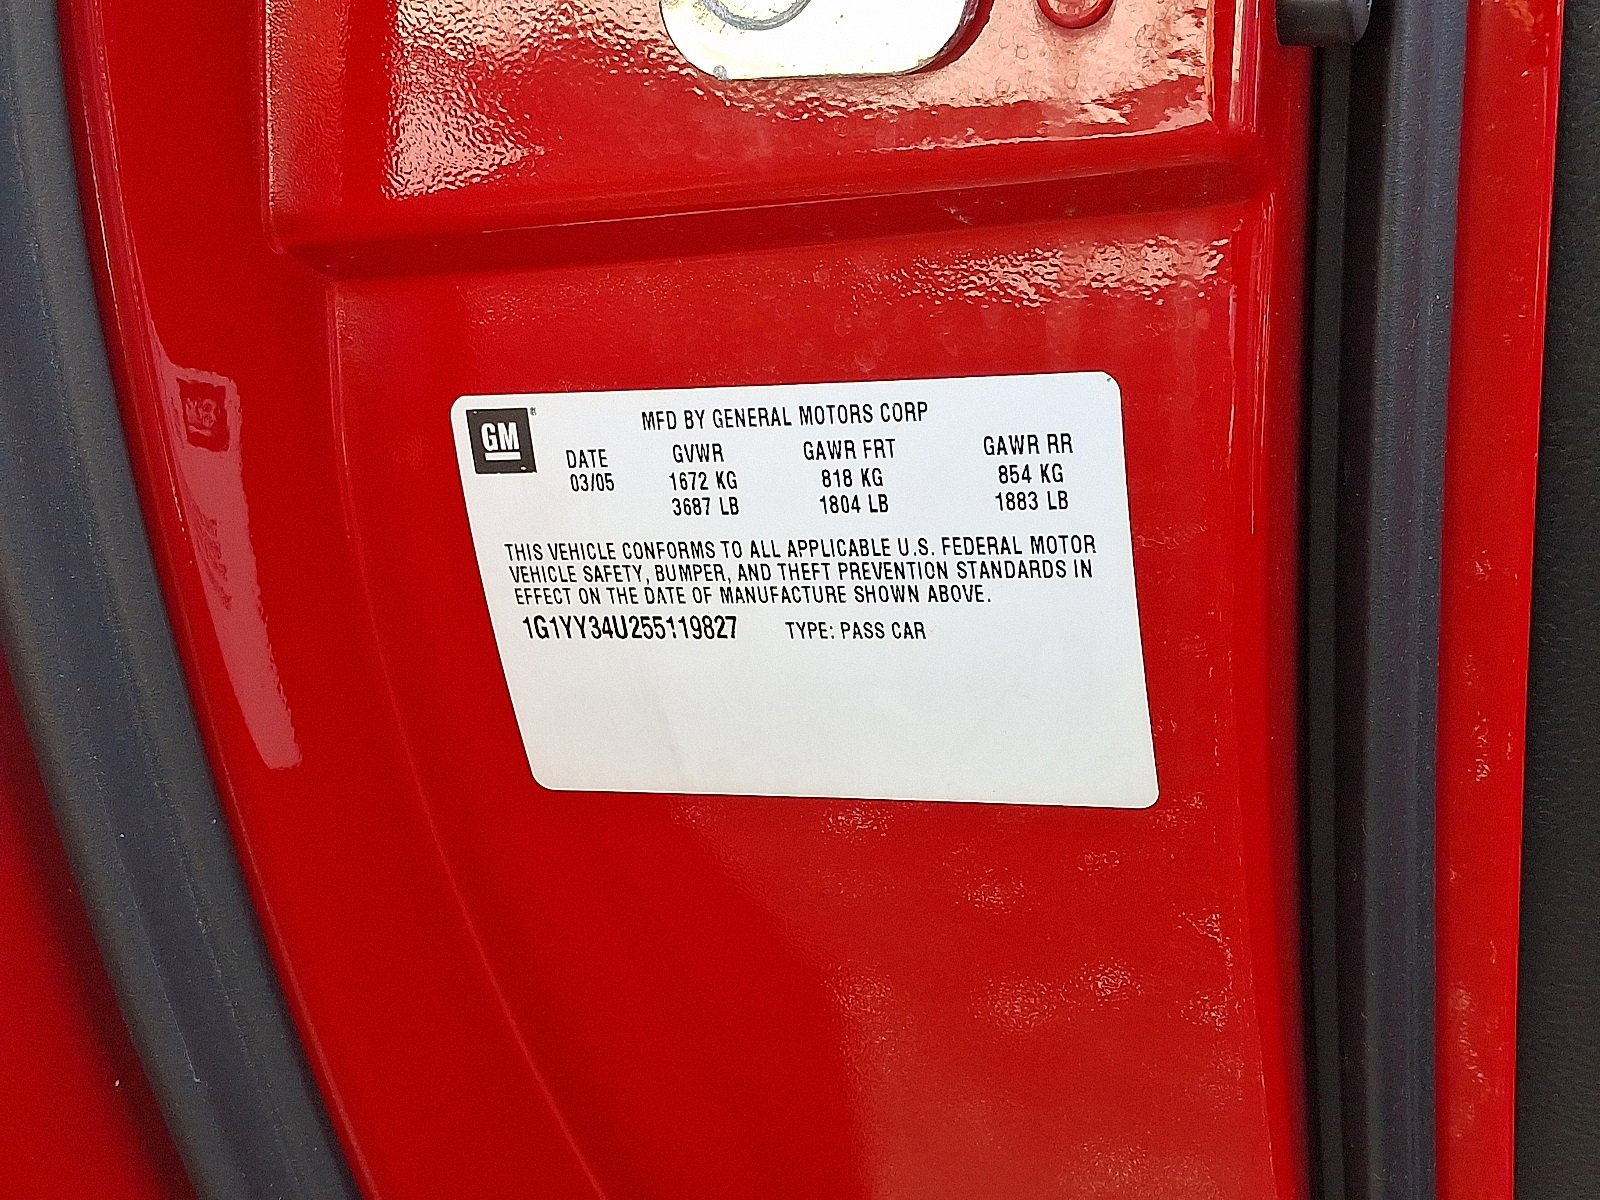 GM®
MFD BY GENERAL MOTORS CORP
DATE GVWR GAWR FRT GAWR RR
03/05 1672 KG 818 KG 854 KG
3687 LB 1804 LB 1883 LB
THIS VEHICLE CONFORMS TO ALL APPLICABLE U.S. FEDERAL MOTOR
VEHICLE SAFETY, BUMPER, AND THEFT PREVENTION STANDARDS IN
EFFECT ON THE DATE OF MANUFACTURE SHOWN ABOVE.
1G1YY34U255119827 TYPE: PASS CAR